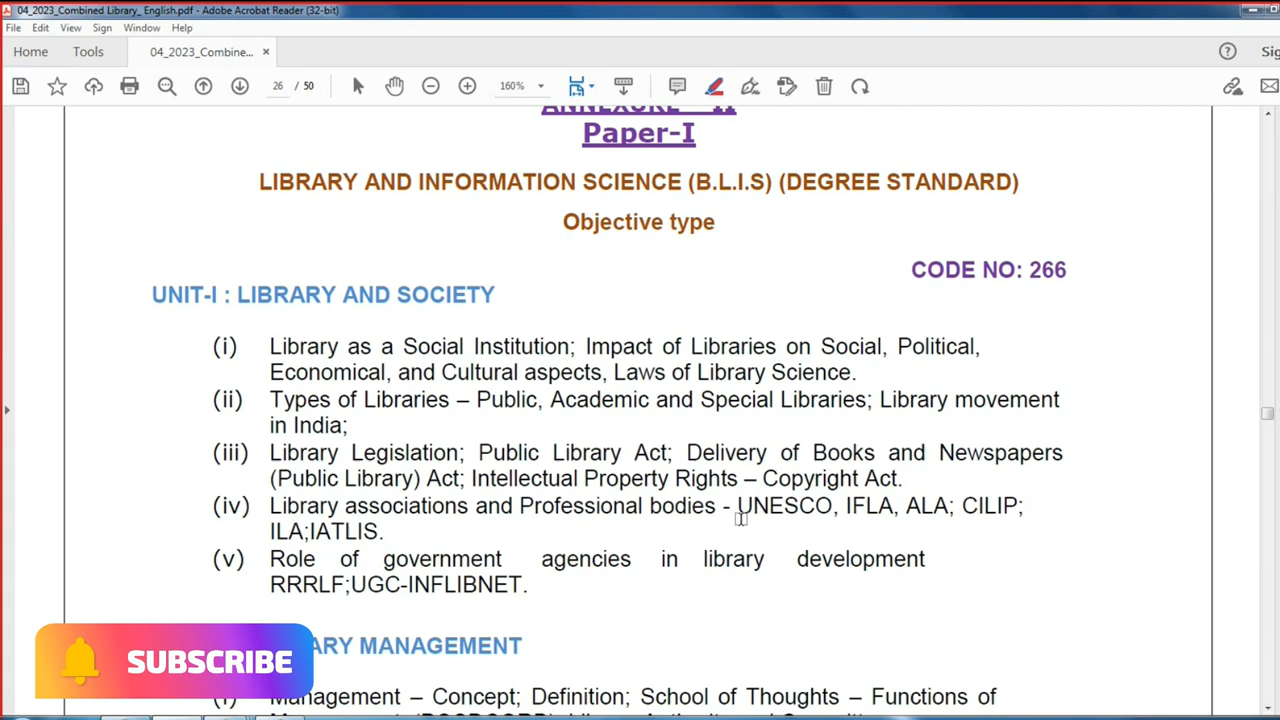 04_2023_Combined Library_ English.pdf - Adobe Acrobat Reader (32-bit)
File Edit View Sign Window Help
Home Tools 04_2023_Combine... × ? Sig
26 / 50 160%
ANNEXURE - II
Paper-I
LIBRARY AND INFORMATION SCIENCE (B.L.I.S) (DEGREE STANDARD)
Objective type
CODE NO: 266
UNIT-I : LIBRARY AND SOCIETY
(i) Library as a Social Institution; Impact of Libraries on Social, Political,
Economical, and Cultural aspects, Laws of Library Science.
(ii) Types of Libraries – Public, Academic and Special Libraries; Library movement
in India;
(iii) Library Legislation; Public Library Act; Delivery of Books and Newspapers
(Public Library) Act; Intellectual Property Rights – Copyright Act.
(iv) Library associations and Professional bodies - UNESCO, IFLA, ALA; CILIP;
ILA;IATLIS.
(v) Role of government agencies in library development
RRRLF;UGC-INFLIBNET.
ARY MANAGEMENT
SUBSCRIBE
Management – Concept; Definition; School of Thoughts – Functions of